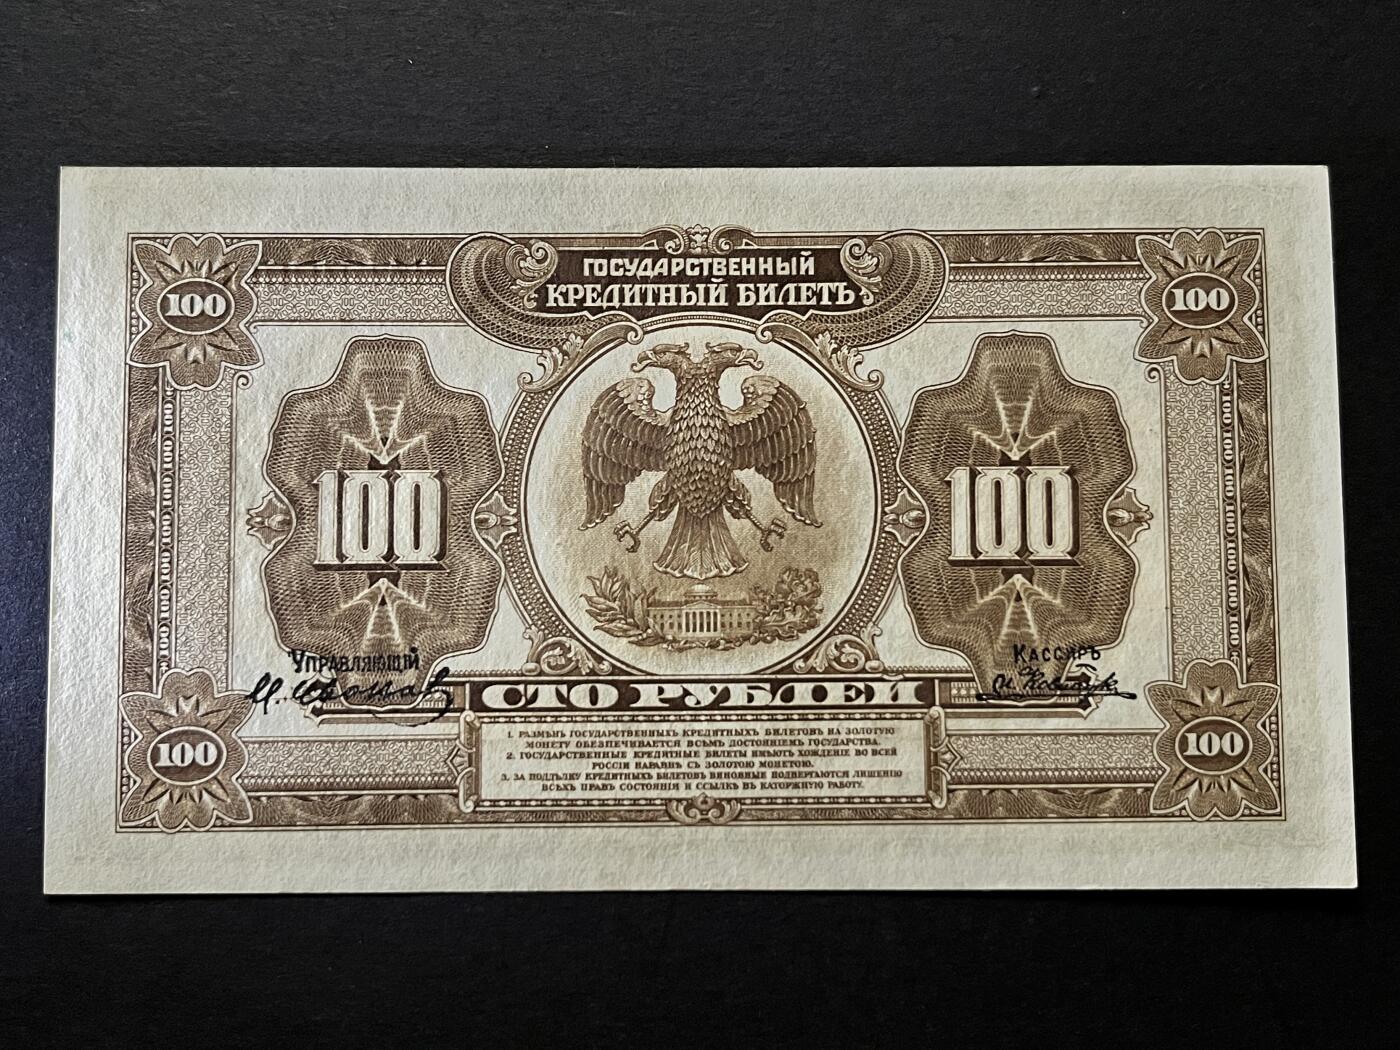 ГОСУДАРСТВЕННЫЙ
КРЕДИТНЫЙ БИЛЕТЪ
100 100
100 100
УПРАВЛЯЮЩІЙ
КАССИРЪ
СТО РУБЛЕЙ
1. РАЗМѢНЪ ГОСУДАРСТВЕННЫХЪ КРЕДИТНЫХЪ БИЛЕТОВЪ НА ЗОЛОТУЮ
МОНЕТУ ОБЕЗПЕЧИВАЕТСЯ ВСѢМЪ ДОСТОЯНІЕМЪ ГОСУДАРСТВА.
2. ГОСУДАРСТВЕННЫЕ КРЕДИТНЫЕ БИЛЕТЫ ИМѢЮТЪ ХОЖДЕНІЕ ВО ВСЕЙ
РОССІИ НАРАВНѢ СЪ ЗОЛОТОЮ МОНЕТОЮ.
3. ЗА ПОДДѢЛКУ КРЕДИТНЫХЪ БИЛЕТОВЪ ВИНОВНЫЕ ПОДВЕРГАЮТСЯ ЛИШЕНІЮ
ВСѢХЪ ПРАВЪ СОСТОЯНІЯ И ССЫЛКѢ ВЪ КАТОРЖНУЮ РАБОТУ.
100 100